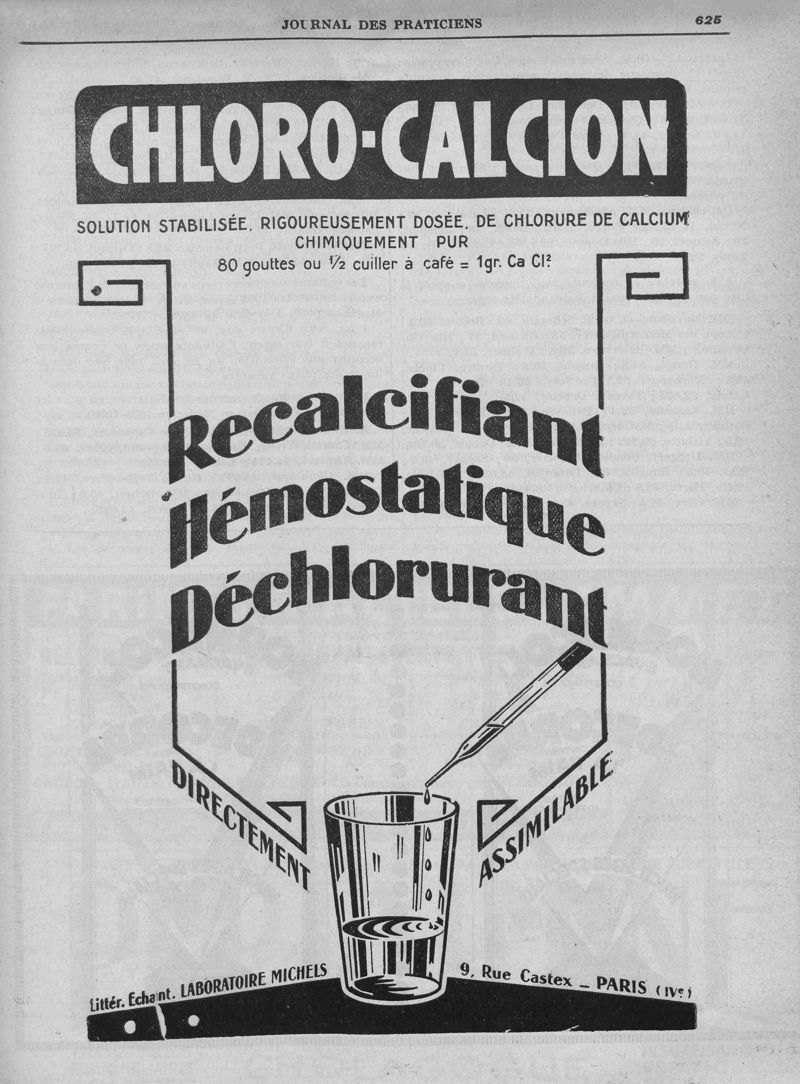 JOURNAL DES PRATICIENS
625
CHLORO-CALCION
SOLUTION STABILISÉE, RIGOUREUSEMENT DOSÉE, DE CHLORURE DE CALCIUM
CHIMIQUEMENT PUR
80 gouttes ou ½ cuiller à café = 1gr. Ca Cl²
Recalcifiant
Hémostatique
Déchlorurant
DIRECTEMENT
ASSIMILABLE
Littér. Echant. LABORATOIRE MICHELS
9, Rue Castex _ PARIS (IVe)